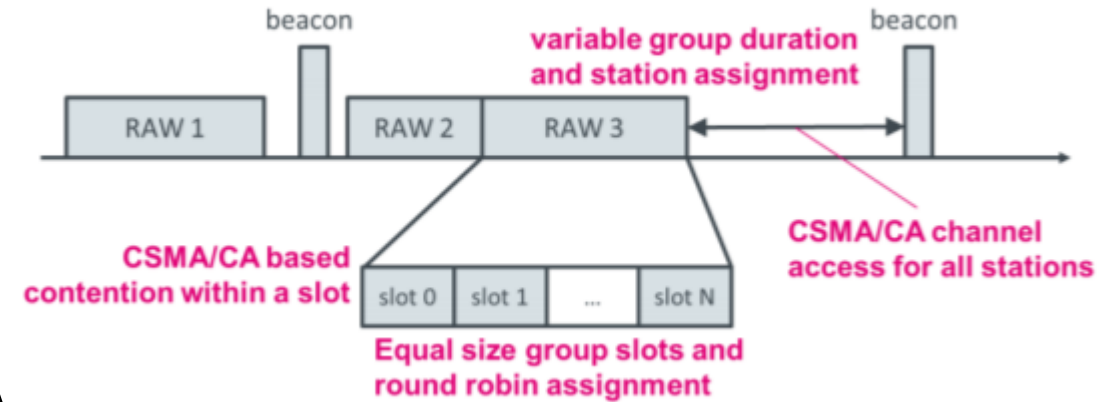 beacon
beacon
variable group duration
and station assignment
RAW 1
RAW 2
RAW 3
CSMA/CA channel
access for all stations
CSMA/CA based
contention within a slot
slot 0
slot 1
...
slot N
Equal size group slots and
round robin assignment